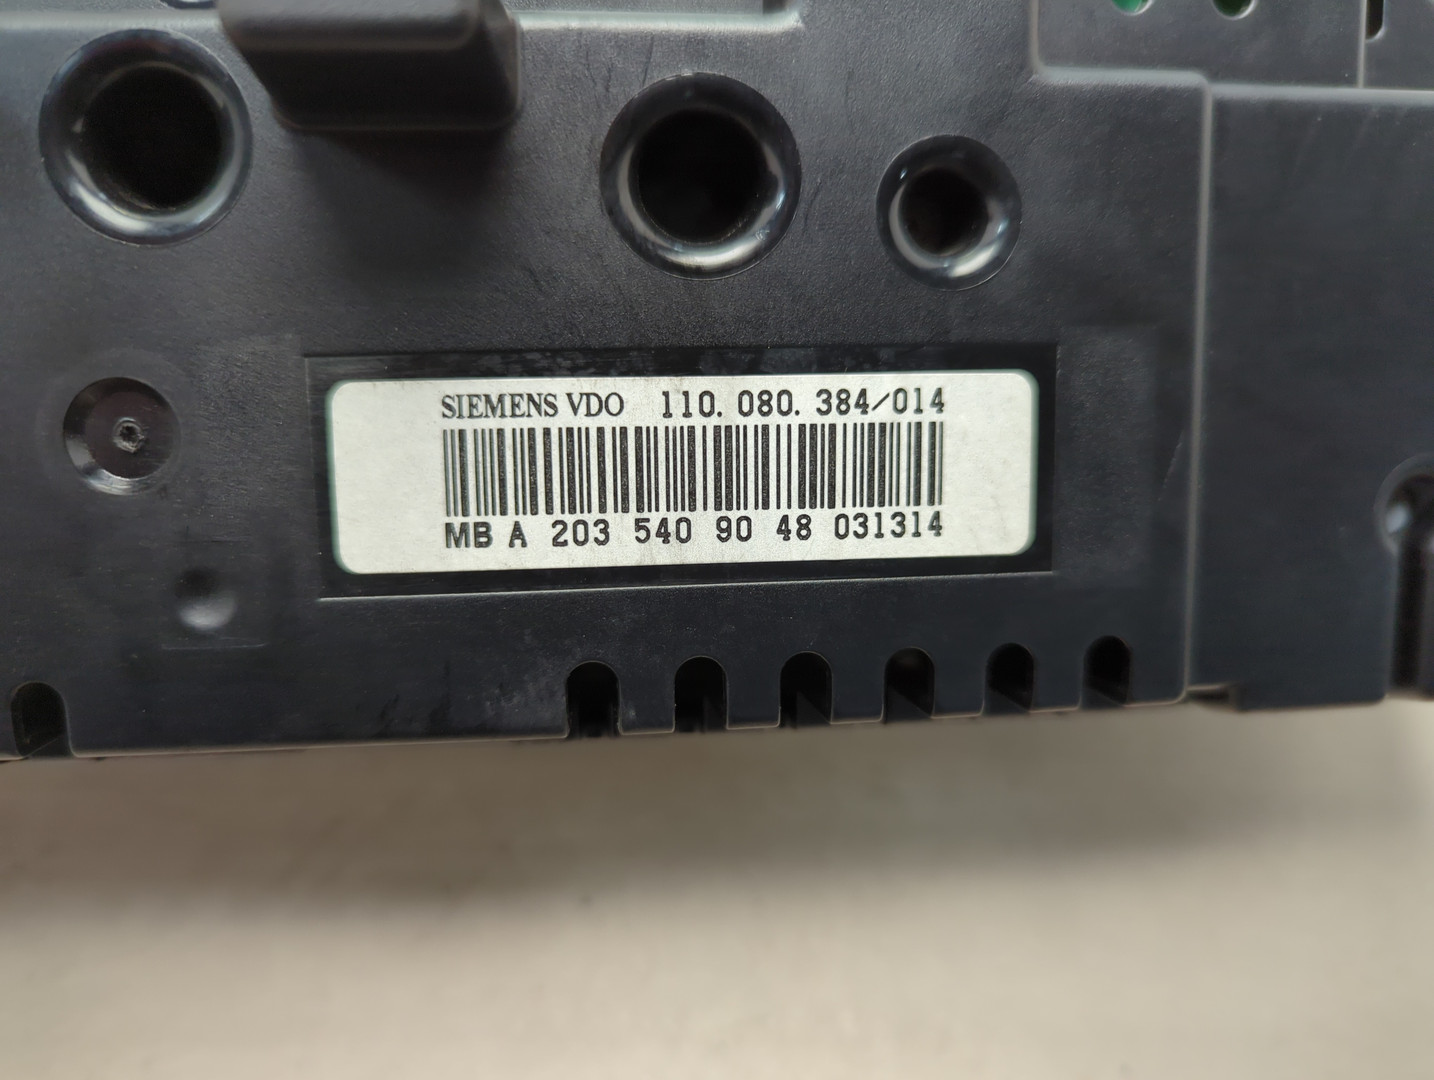 SIEMENS VDO 110.080.384/014
MB A 203 540 90 48 031314